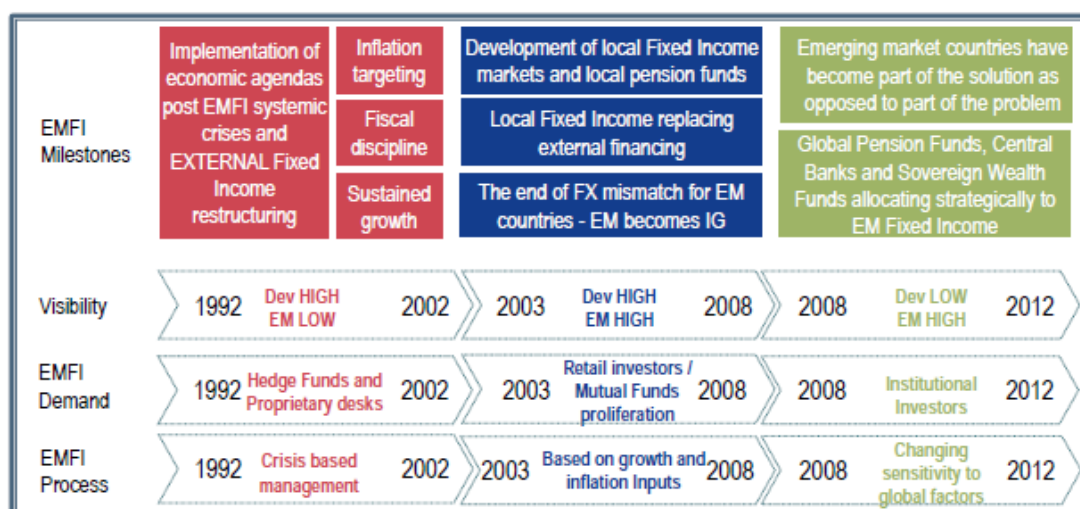 EMFI
Milestones
Implementation of
economic agendas
post EMFI systemic
crises and
EXTERNAL Fixed
Income
restructuring
Inflation
targeting
Fiscal
discipline
Sustained
growth
Development of local Fixed Income
markets and local pension funds
Local Fixed Income replacing
external financing
The end of FX mismatch for EM
countries - EM becomes IG
Emerging market countries have
become part of the solution as
opposed to part of the problem
Global Pension Funds, Central
Banks and Sovereign Wealth
Funds allocating strategically to
EM Fixed Income
Visibility
1992
Dev HIGH
EM LOW
2002
2003
Dev HIGH
EM HIGH
2008
2008
Dev LOW
EM HIGH
2012
EMFI
Demand
1992
Hedge Funds and
Proprietary desks
2002
2003
Retail investors /
Mutual Funds
proliferation
2008
2008
Institutional
Investors
2012
EMFI
Process
1992
Crisis based
management
2002
2003
Based on growth and
inflation Inputs
2008
2008
Changing
sensitivity to
global factors
2012